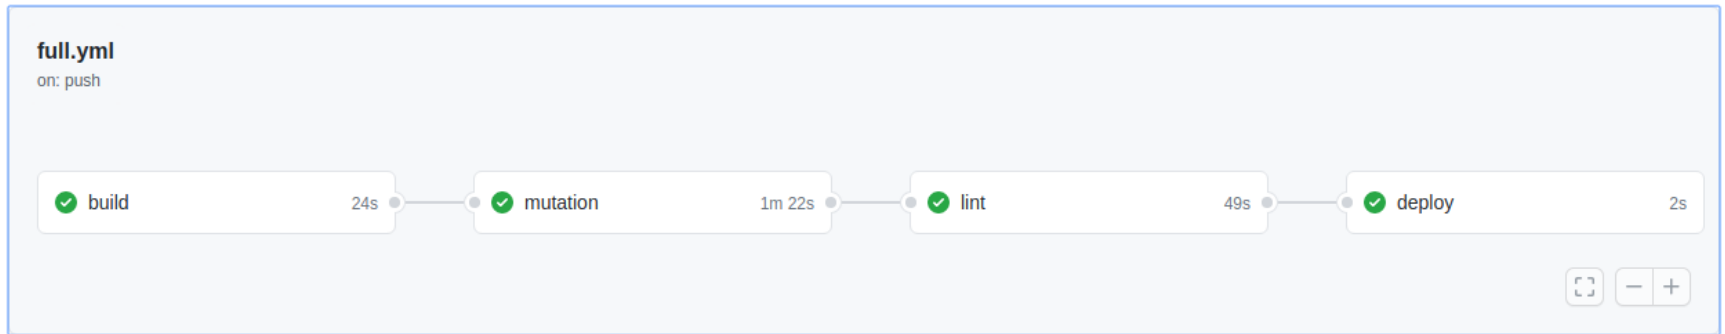 full.yml
on: push
build 24s
mutation 1m 22s
lint 49s
deploy 2s